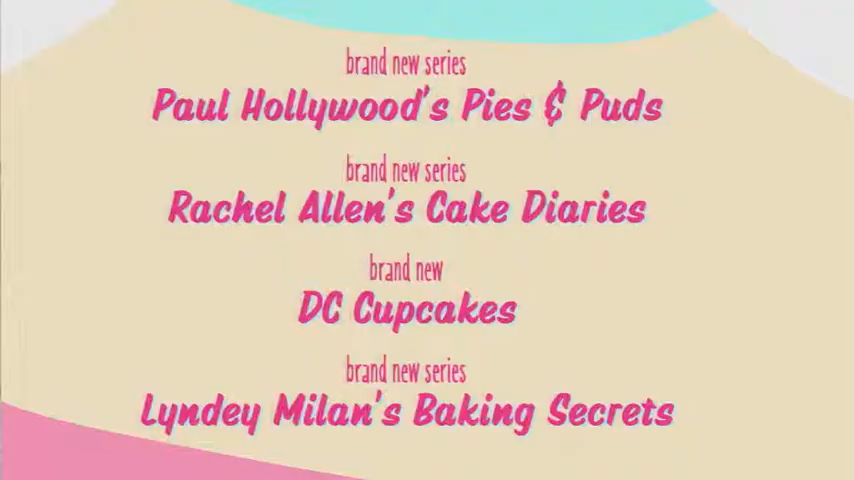 brand new series
Paul Hollywood's Pies & Puds
brand new series
Rachel Allen's Cake Diaries
brand new
DC Cupcakes
brand new series
Lyndey Milan's Baking Secrets